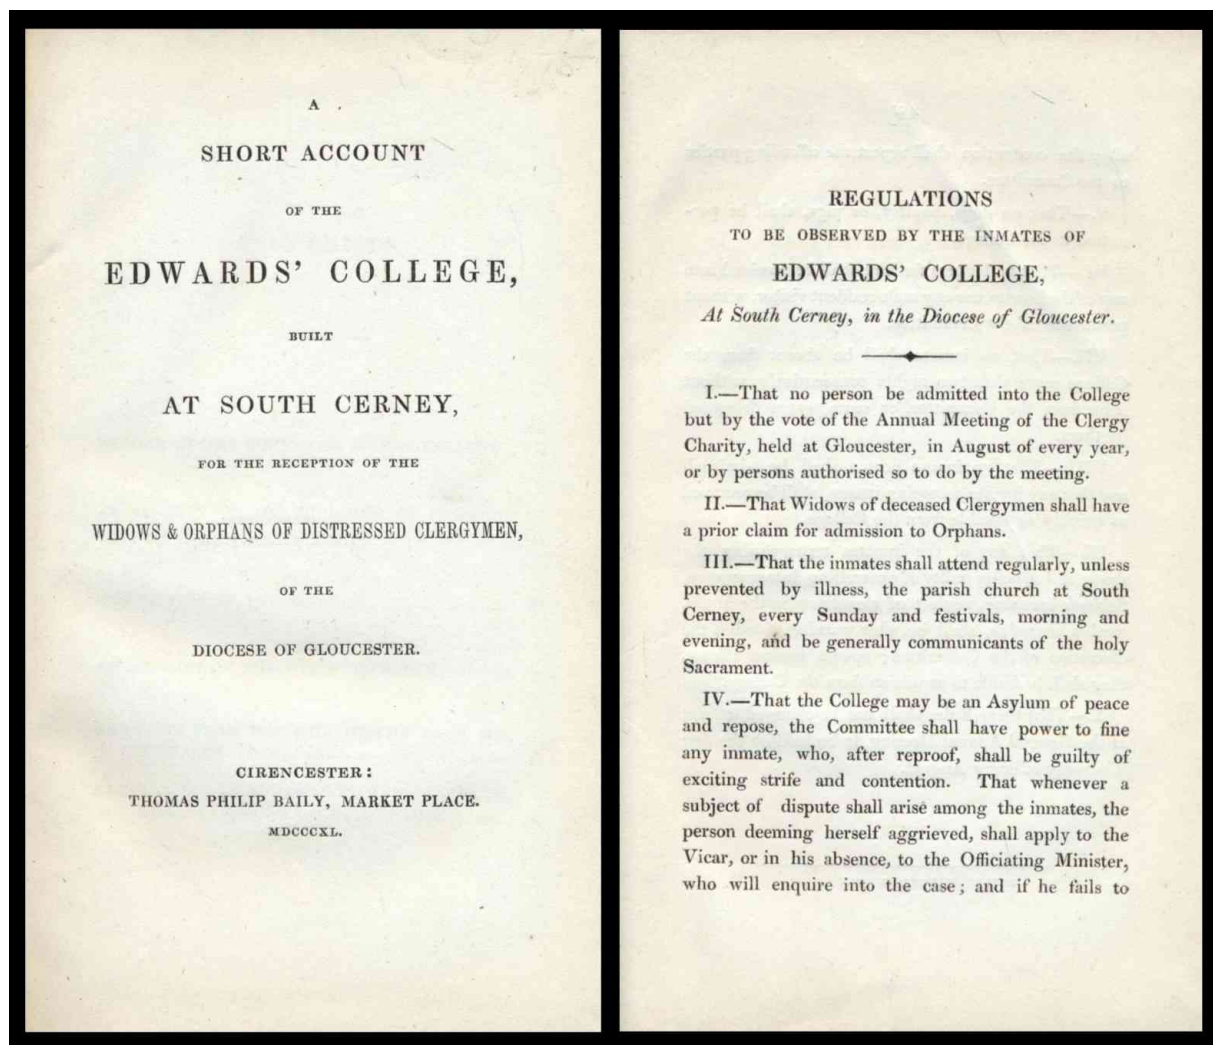 A
SHORT ACCOUNT
OF THE
EDWARDS' COLLEGE,
BUILT
AT SOUTH CERNEY,
FOR THE RECEPTION OF THE
WIDOWS & ORPHANS OF DISTRESSED CLERGYMEN,
OF THE
DIOCESE OF GLOUCESTER.
CIRENCESTER:
THOMAS PHILIP BAILY, MARKET PLACE.
MDCCCXL.
REGULATIONS
TO BE OBSERVED BY THE INMATES OF
EDWARDS' COLLEGE,
At South Cerney, in the Diocese of Gloucester.
I.—That no person be admitted into the College
but by the vote of the Annual Meeting of the Clergy
Charity, held at Gloucester, in August of every year,
or by persons authorised so to do by the meeting.
II.—That Widows of deceased Clergymen shall have
a prior claim for admission to Orphans.
III.—That the inmates shall attend regularly, unless
prevented by illness, the parish church at South
Cerney, every Sunday and festivals, morning and
evening, and be generally communicants of the holy
Sacrament.
IV.—That the College may be an Asylum of peace
and repose, the Committee shall have power to fine
any inmate, who, after reproof, shall be guilty of
exciting strife and contention. That whenever a
subject of dispute shall arise among the inmates, the
person deeming herself aggrieved, shall apply to the
Vicar, or in his absence, to the Officiating Minister,
who will enquire into the case; and if he fails to